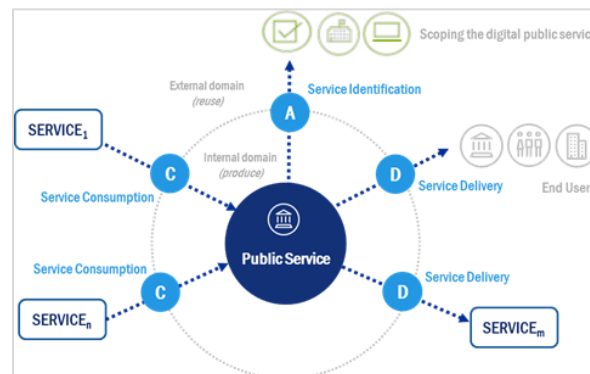 Scoping the digital public servic
External domain
(reuse)
Service Identification
A
SERVICE1
Internal domain
(produce)
C
D
Service Consumption
Service Delivery
End User
Public Service
Service Consumption
Service Delivery
C
D
SERVICEn
SERVICEm